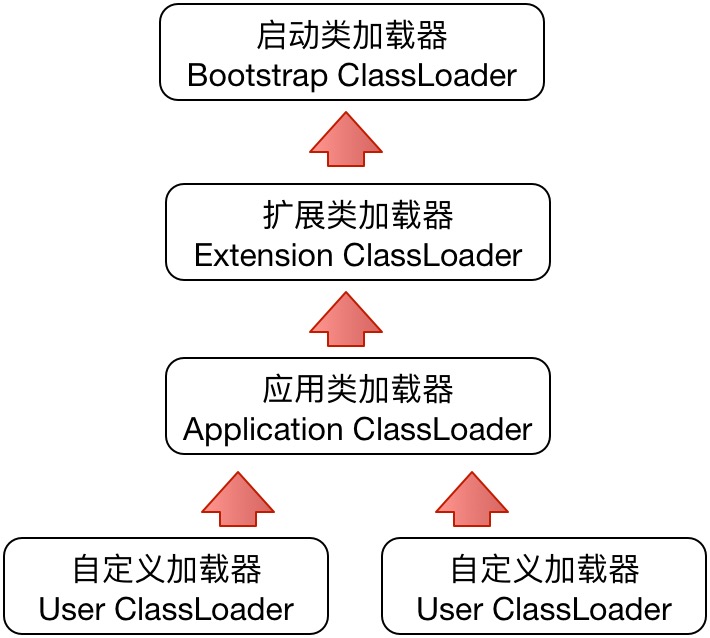 启动类加载器
Bootstrap ClassLoader
扩展类加载器
Extension ClassLoader
应用类加载器
Application ClassLoader
自定义加载器
User ClassLoader
自定义加载器
User ClassLoader